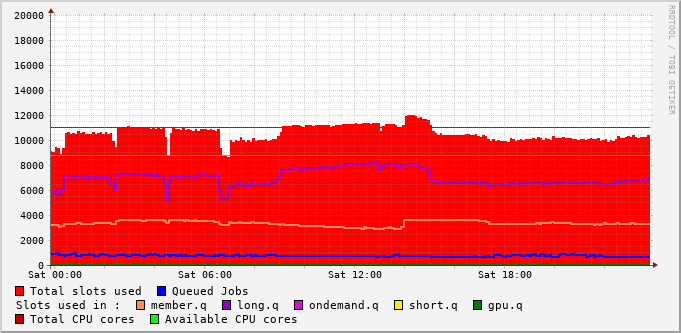 RRDTOOL / TOBI OETIKER
20000
18000
16000
14000
12000
10000
8000
6000
4000
2000
0
Sat 00:00 Sat 06:00 Sat 12:00 Sat 18:00
Total slots used Queued Jobs
Slots used in : member.q long.q ondemand.q short.q gpu.q
Total CPU cores Available CPU cores